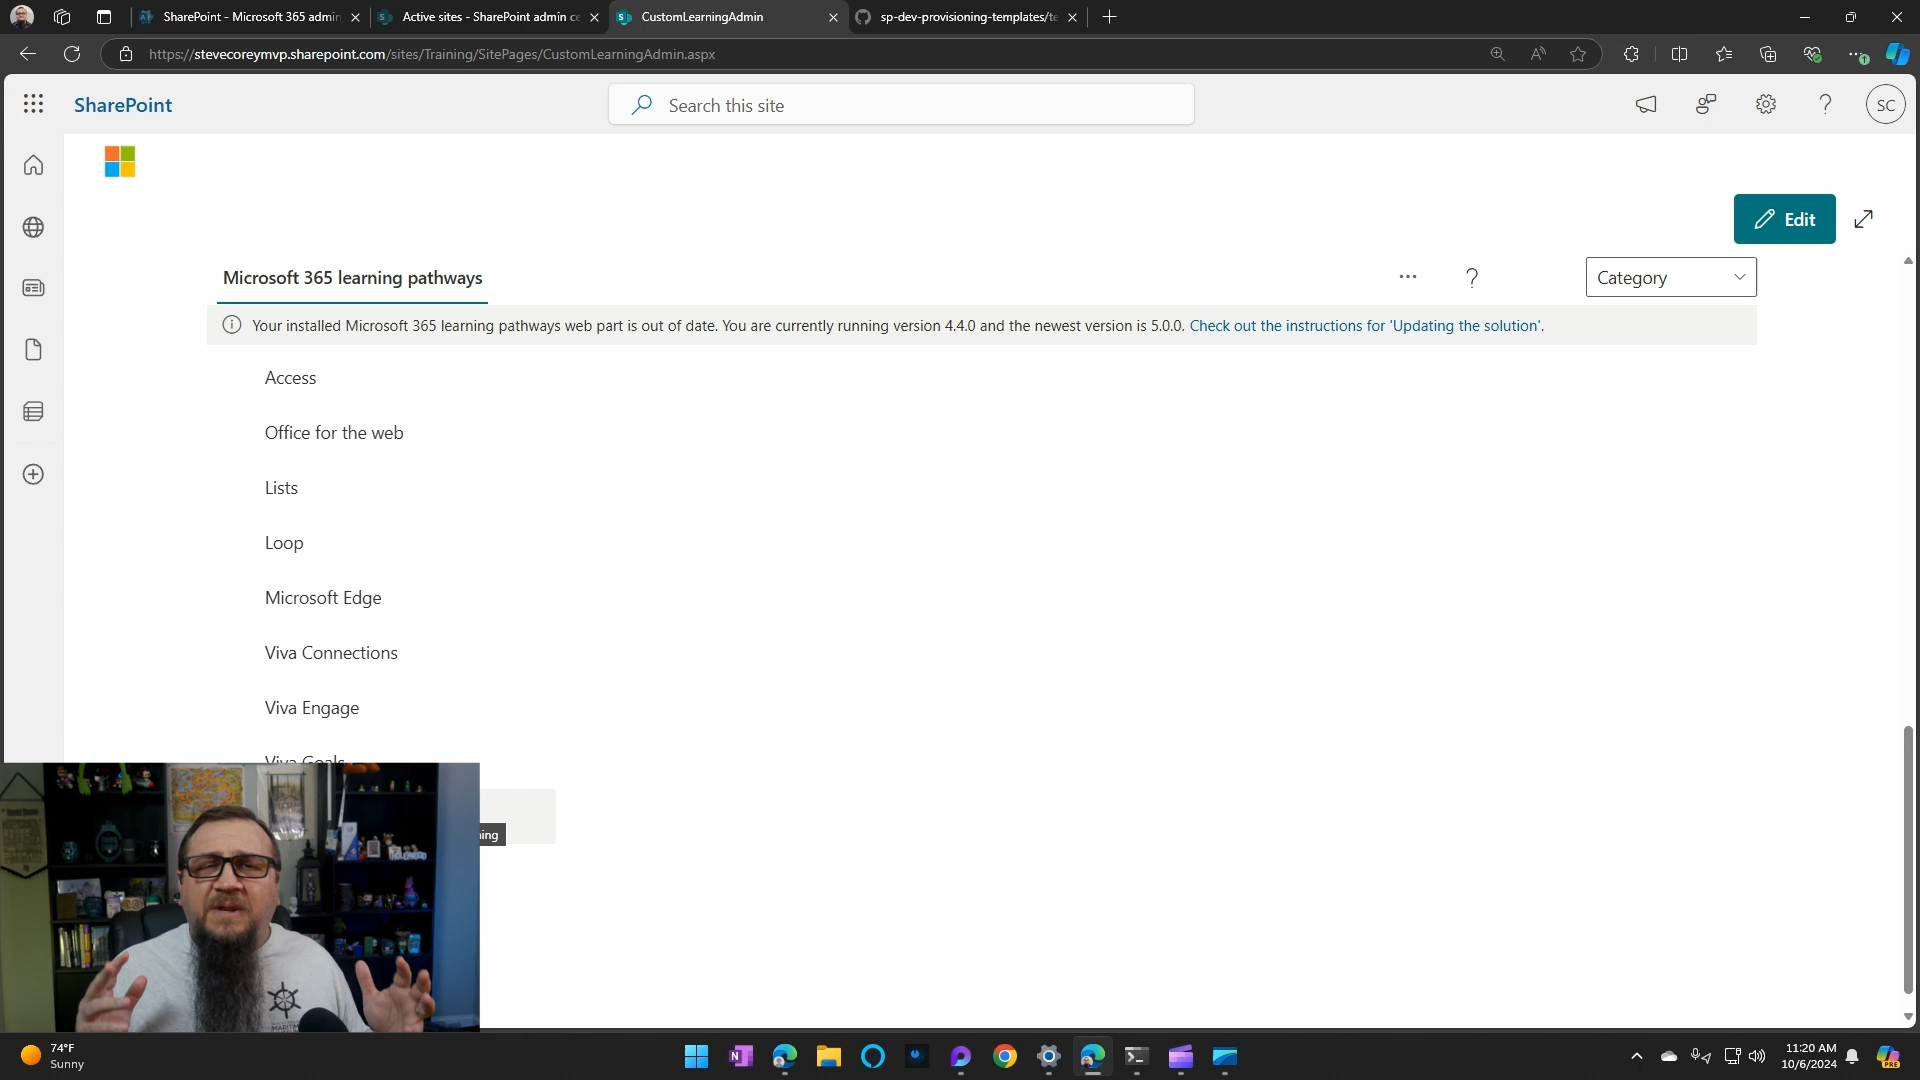 SharePoint - Microsoft 365 admin
Active sites - SharePoint admin ce
CustomLearningAdmin
sp-dev-provisioning-templates/te
https://stevecoreymvp.sharepoint.com/sites/Training/SitePages/CustomLearningAdmin.aspx
SharePoint
Search this site
SC
Edit
Microsoft 365 learning pathways
Category
Your installed Microsoft 365 learning pathways web part is out of date. You are currently running version 4.4.0 and the newest version is 5.0.0. Check out the instructions for 'Updating the solution'.
Access
Office for the web
Lists
Loop
Microsoft Edge
Viva Connections
Viva Engage
Viva Goals
ning
74°F
Sunny
11:20 AM
10/6/2024
PRE